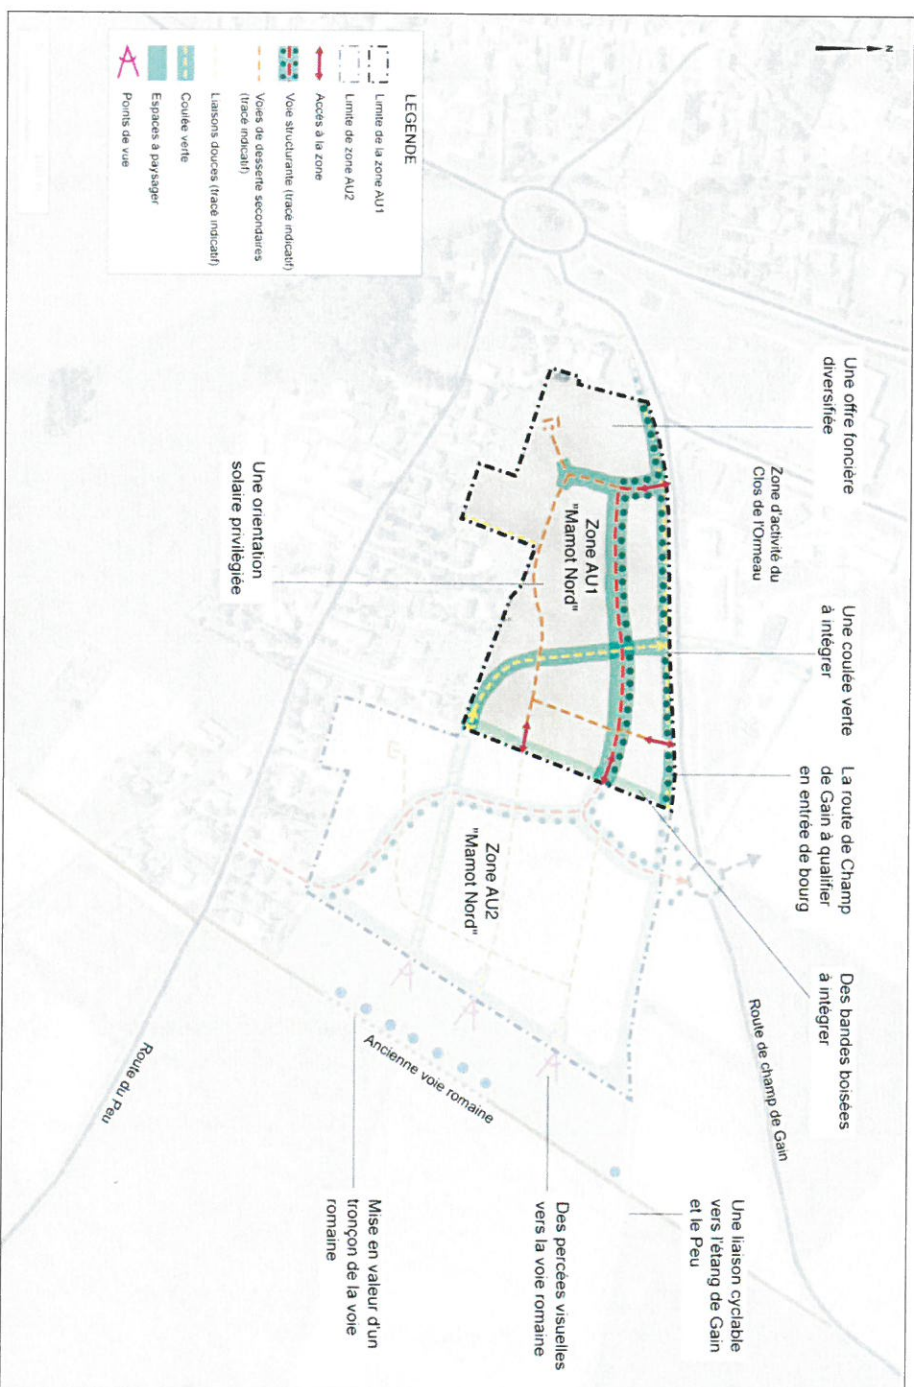 N
Une offre foncière
diversifiée
Zone d'activité du
Clos de l'Ormeau
Une coulée verte
à intégrer
La route de Champ
de Gain à qualifier
en entrée de bourg
Des bandes boisées
à intégrer
Route de champ de Gain
Une liaison cyclable
vers l'étang de Gain
et le Peu
Des percées visuelles
vers la voie romaine
Mise en valeur d'un
tronçon de la voie
romaine
Zone AU1
"Mamot Nord"
Zone AU2
"Mamot Nord"
Ancienne voie romaine
Une orientation
solaire privilégiée
Route du Peu
LEGENDE
Limite de la zone AU1
Limite de zone AU2
Accès à la zone
Voie structurante (tracé indicatif)
Voies de desserte secondaires
(tracé indicatif)
Liaisons douces (tracé indicatif)
Coulée verte
Espaces à paysager
Points de vue